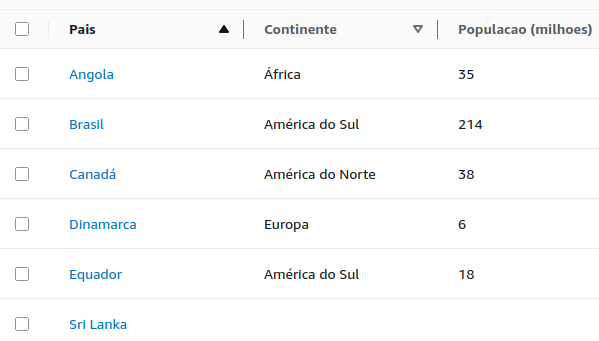 Pais Continente Populacao (milhoes)
Angola África 35
Brasil América do Sul 214
Canadá América do Norte 38
Dinamarca Europa 6
Equador América do Sul 18
Sri Lanka